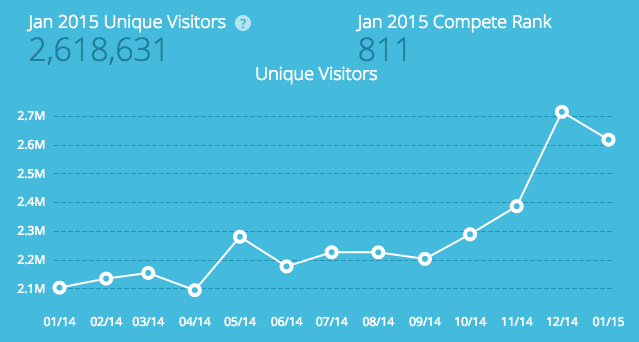 Jan 2015 Unique Visitors ?
2,618,631
Jan 2015 Compete Rank
811
Unique Visitors
2.7M
2.6M
2.5M
2.4M
2.3M
2.2M
2.1M
01/14 02/14 03/14 04/14 05/14 06/14 07/14 08/14 09/14 10/14 11/14 12/14 01/15